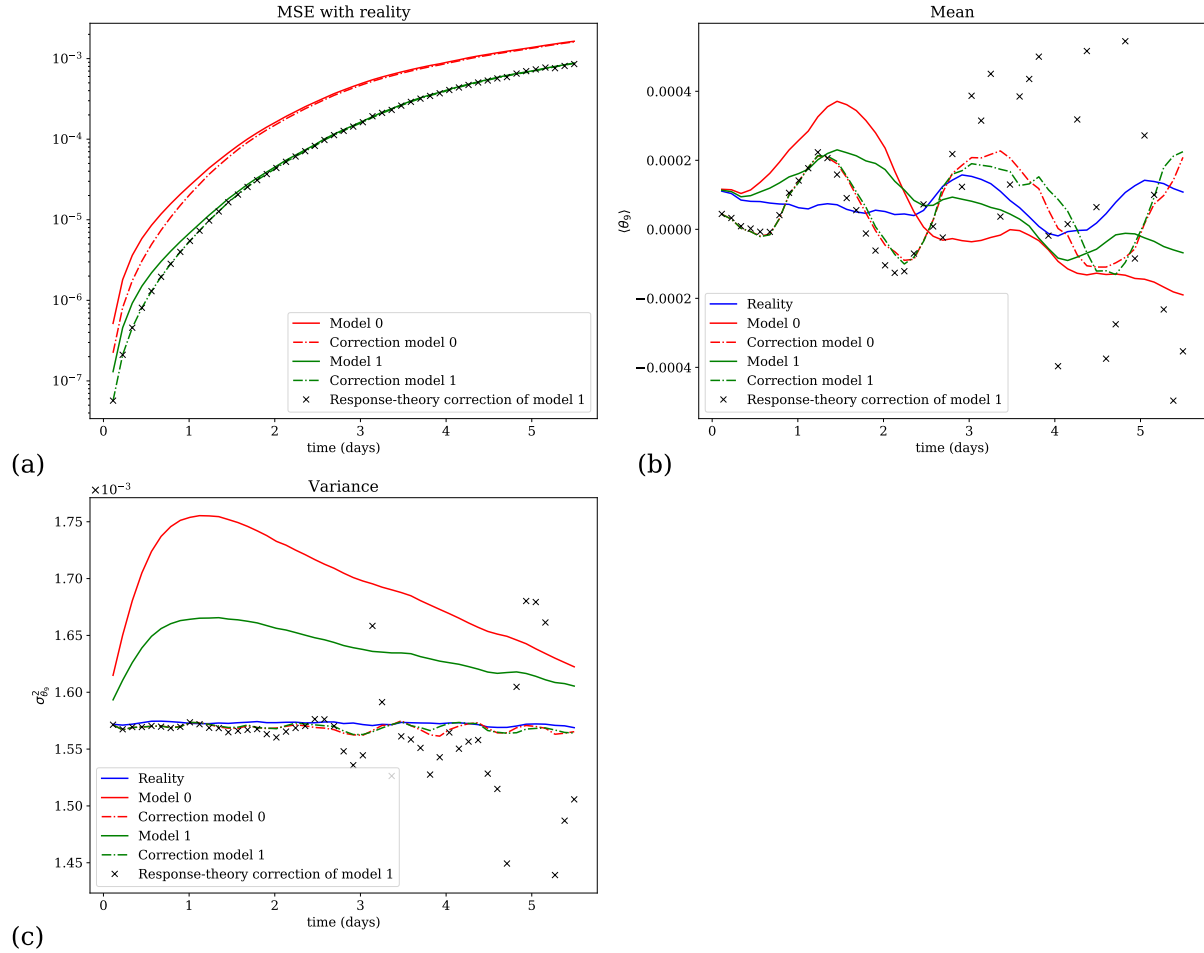 MSE with reality
10⁻³
10⁻⁴
10⁻⁵
10⁻⁶
10⁻⁷
0 1 2 3 4 5
time (days)
Model 0
Correction model 0
Model 1
Correction model 1
Response-theory correction of model 1
(a)
Mean
⟨θ₉⟩
0.0004
0.0002
0.0000
−0.0002
−0.0004
0 1 2 3 4 5
time (days)
Reality
Model 0
Correction model 0
Model 1
Correction model 1
Response-theory correction of model 1
(b)
Variance
×10⁻³
σ²_θ₉
1.75
1.70
1.65
1.60
1.55
1.50
1.45
0 1 2 3 4 5
time (days)
Reality
Model 0
Correction model 0
Model 1
Correction model 1
Response-theory correction of model 1
(c)